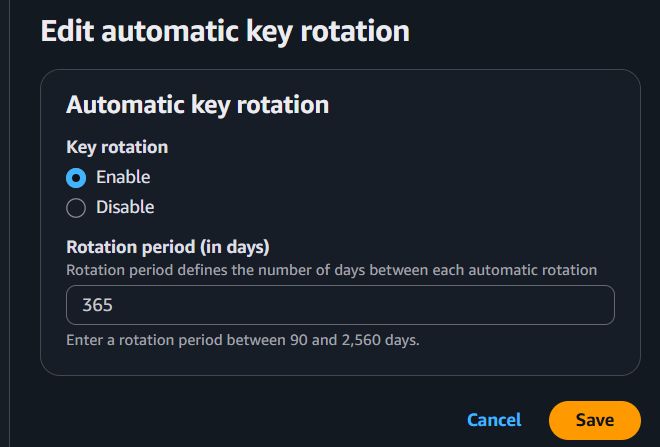 Edit automatic key rotation
Automatic key rotation
Key rotation
Enable
Disable
Rotation period (in days)
Rotation period defines the number of days between each automatic rotation
365
Enter a rotation period between 90 and 2,560 days.
Cancel
Save